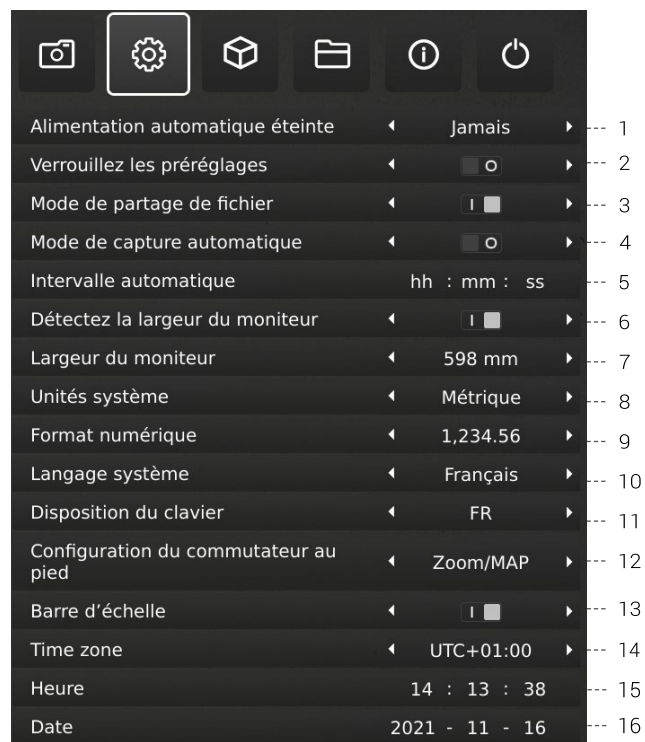 Alimentation automatique éteinte Jamais 1
Verrouillez les préréglages O 2
Mode de partage de fichier I 3
Mode de capture automatique O 4
Intervalle automatique hh : mm : ss 5
Détectez la largeur du moniteur I 6
Largeur du moniteur 598 mm 7
Unités système Métrique 8
Format numérique 1,234.56 9
Langage système Français 10
Disposition du clavier FR 11
Configuration du commutateur au
pied Zoom/MAP 12
Barre d'échelle I 13
Time zone UTC+01:00 14
Heure 14 : 13 : 38 15
Date 2021 - 11 - 16 16